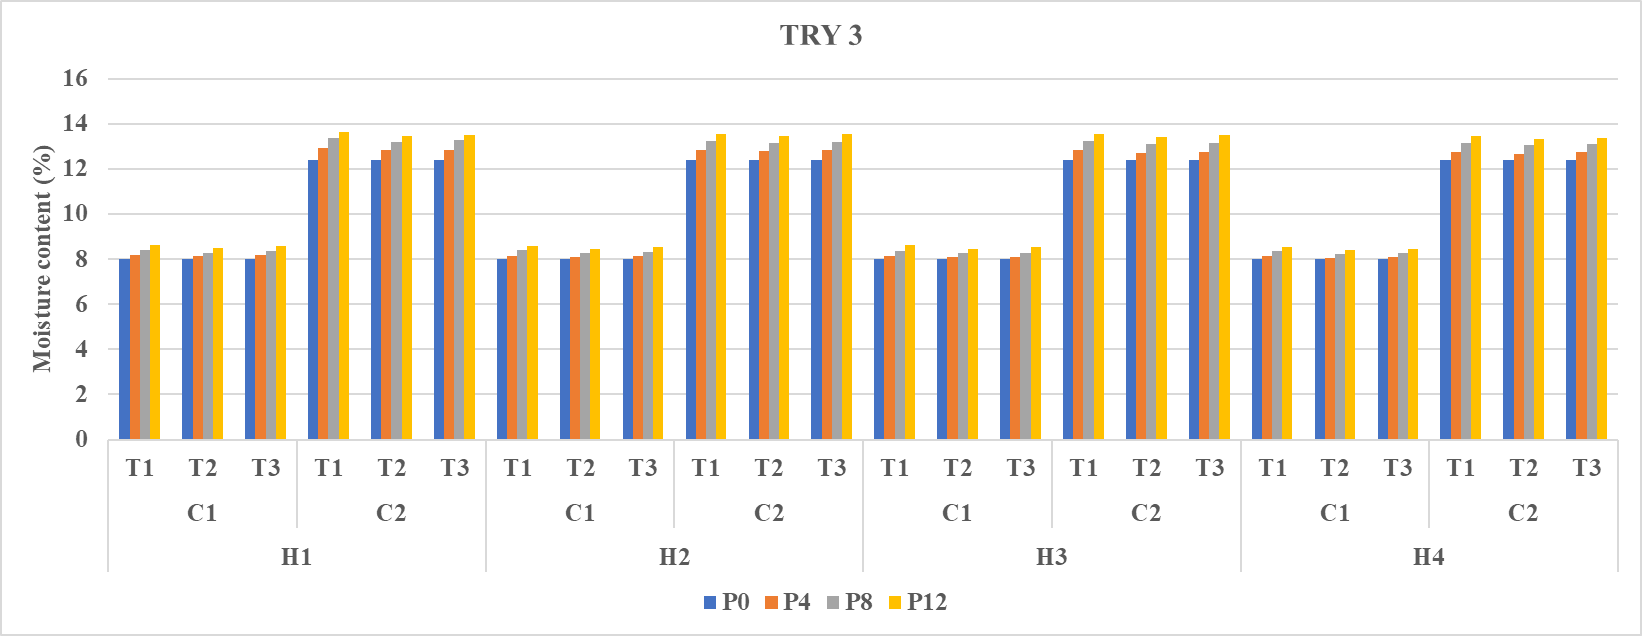 TRY 3
Moisture content (%)
16
14
12
10
8
6
4
2
0
T1 T2 T3 T1 T2 T3 T1 T2 T3 T1 T2 T3 T1 T2 T3 T1 T2 T3 T1 T2 T3 T1 T2 T3
C1 C2 C1 C2 C1 C2 C1 C2
H1 H2 H3 H4
P0 P4 P8 P12